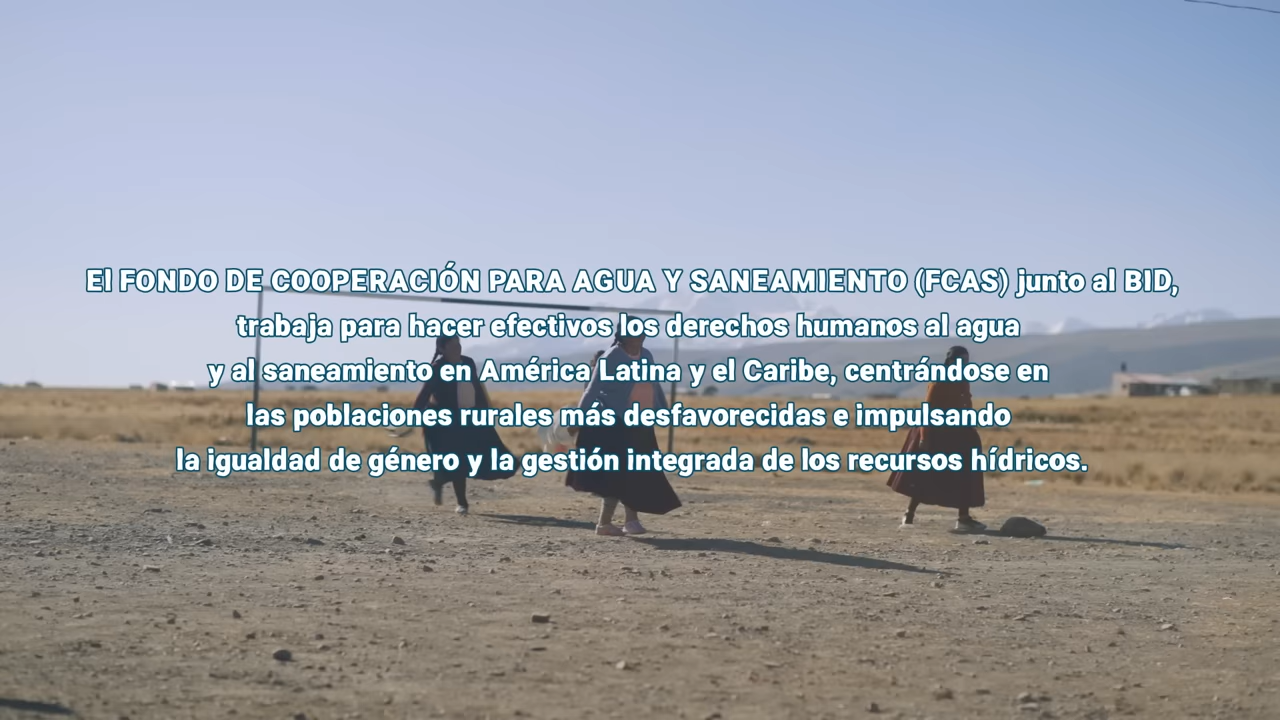 El FONDO DE COOPERACIÓN PARA AGUA Y SANEAMIENTO (FCAS) junto al BID,
trabaja para hacer efectivos los derechos humanos al agua
y al saneamiento en América Latina y el Caribe, centrándose en
las poblaciones rurales más desfavorecidas e impulsando
la igualdad de género y la gestión integrada de los recursos hídricos.